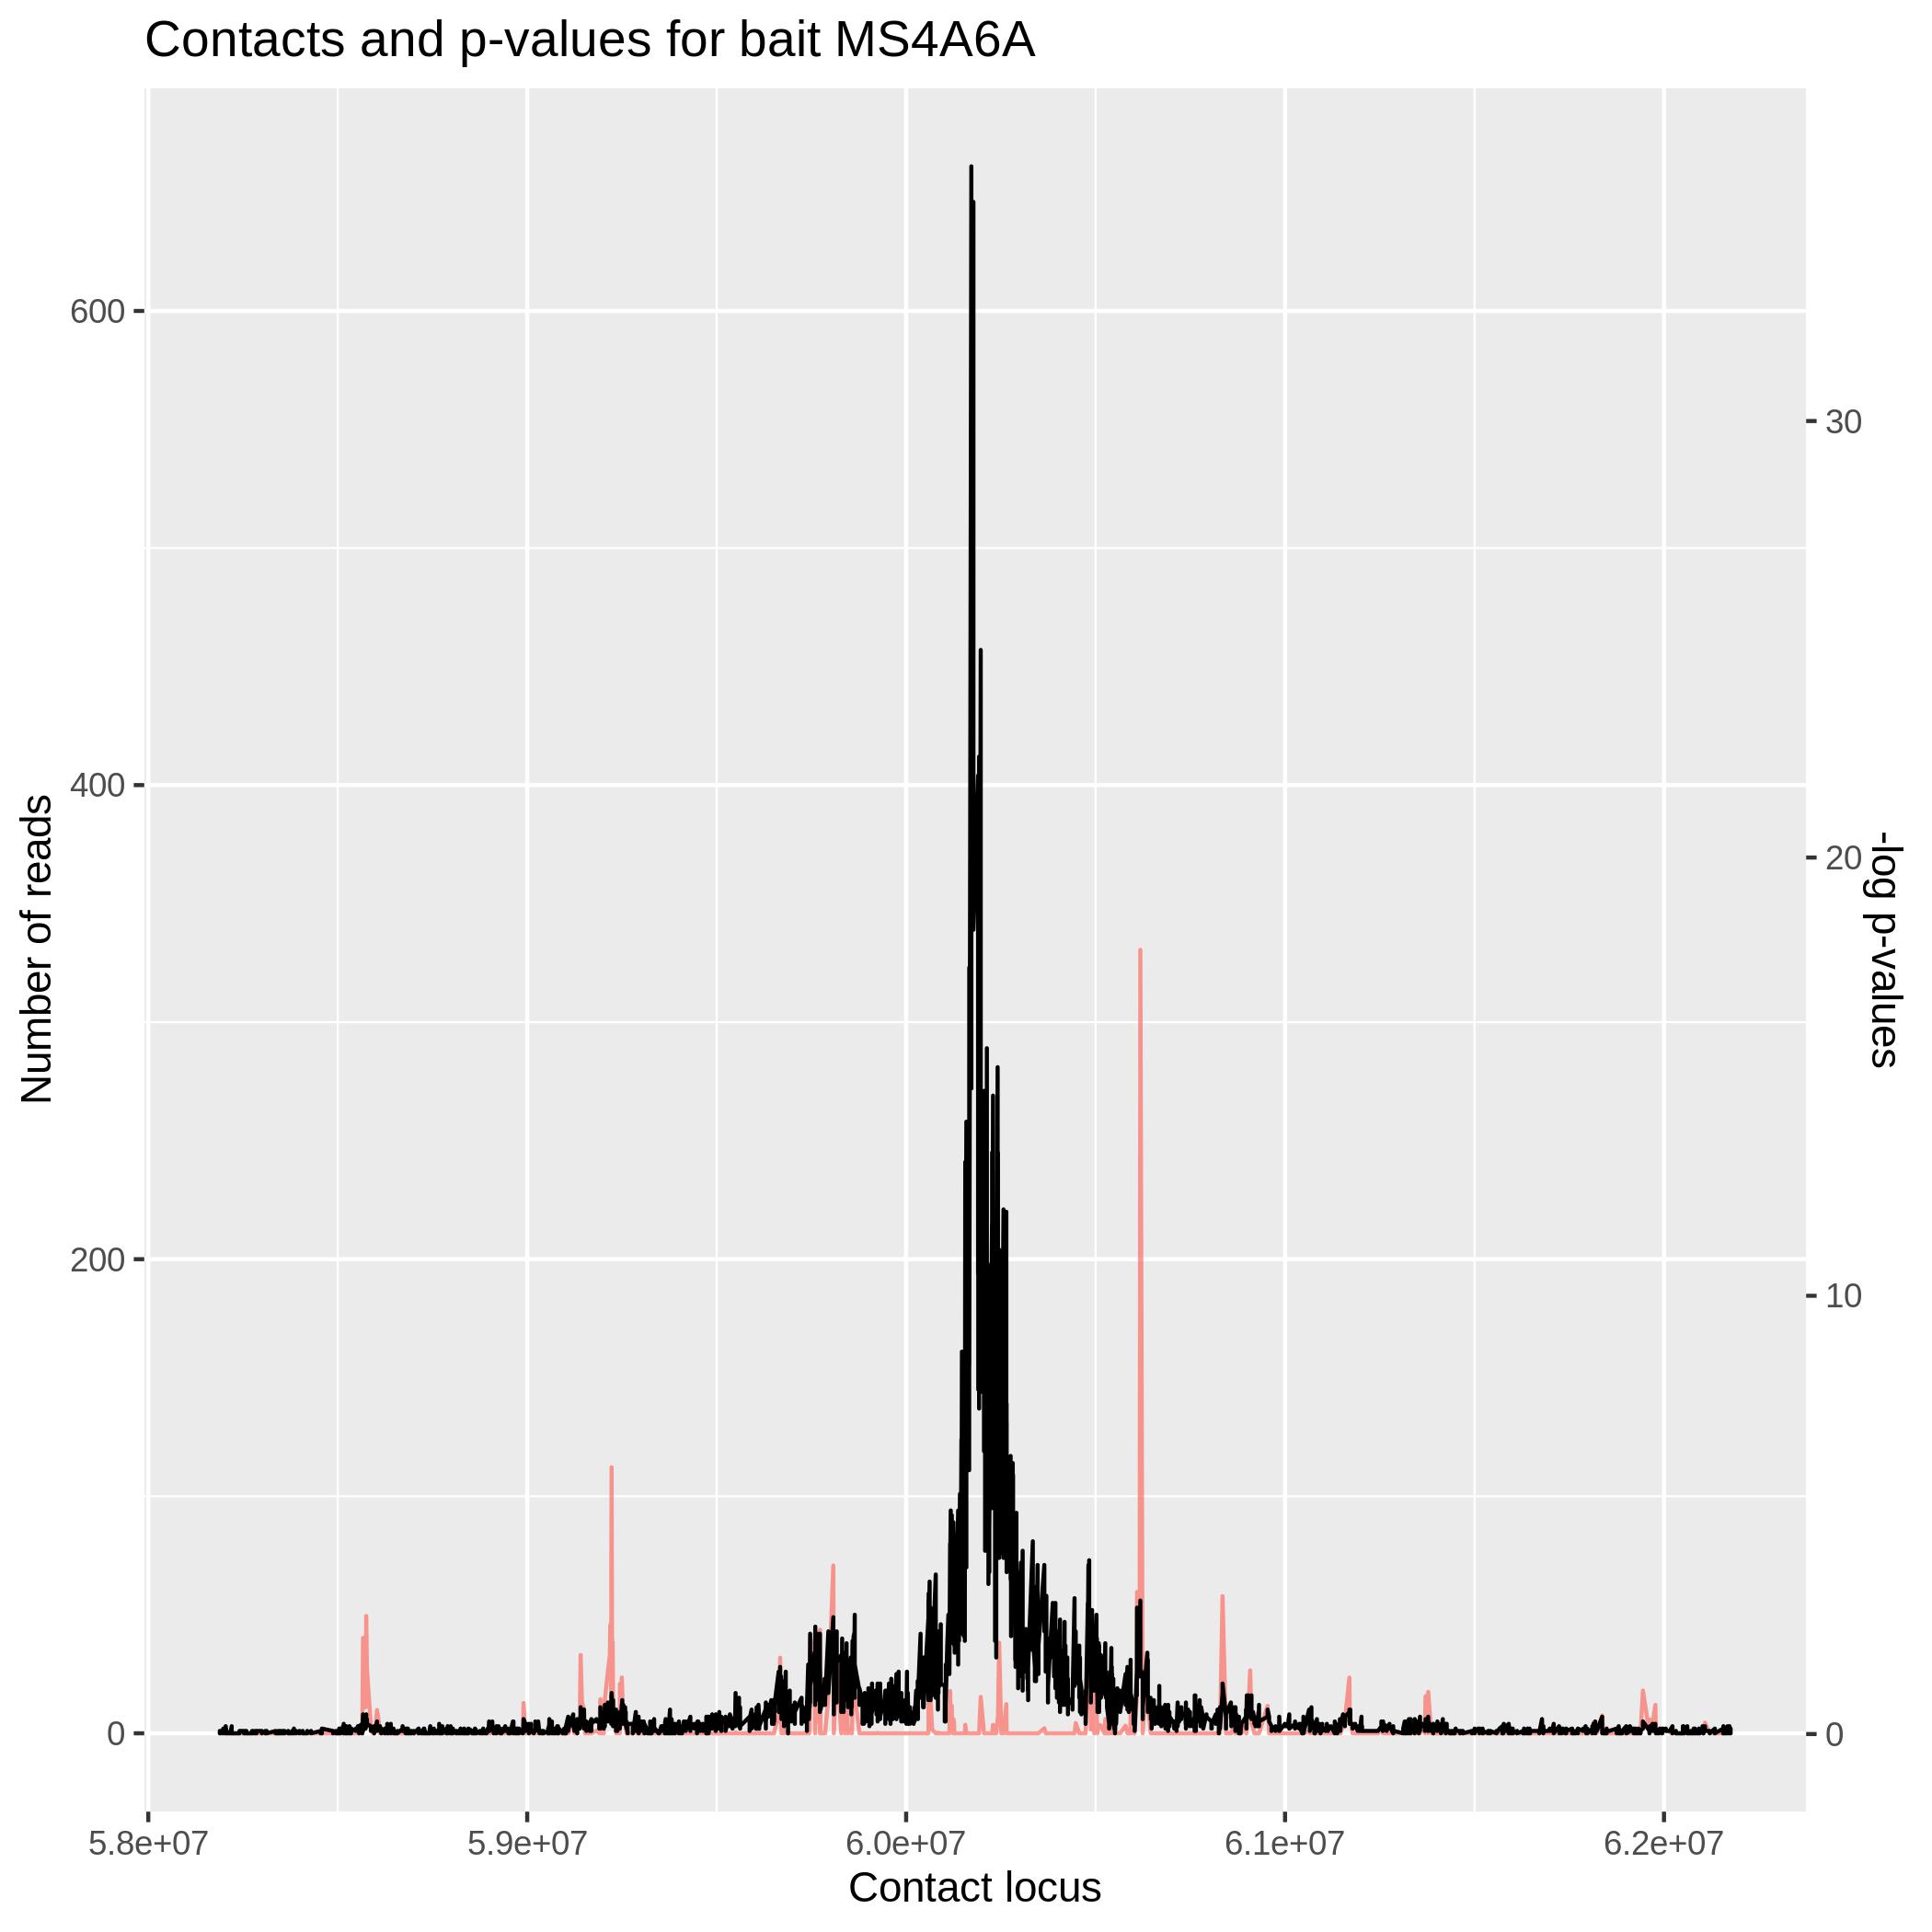 Contacts and p-values for bait MS4A6A
600
400
200
0
30
20
10
0
Number of reads
-log p-values
5.8e+07 5.9e+07 6.0e+07 6.1e+07 6.2e+07
Contact locus